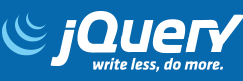 jQuery
write less, do more.